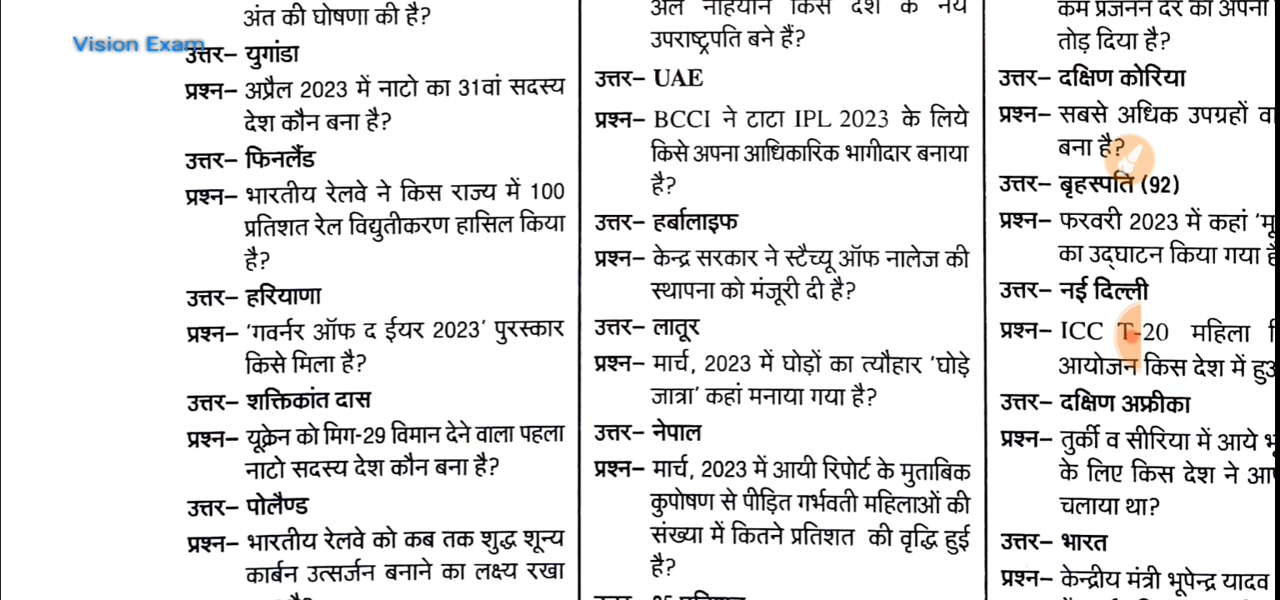 अंत की घोषणा की है?
Vision Exam
उत्तर– युगांडा
प्रश्न– अप्रैल 2023 में नाटो का 31वां सदस्य
देश कौन बना है?
उत्तर– फिनलैंड
प्रश्न– भारतीय रेलवे ने किस राज्य में 100
प्रतिशत रेल विद्युतीकरण हासिल किया
है?
उत्तर– हरियाणा
प्रश्न– 'गवर्नर ऑफ द ईयर 2023' पुरस्कार
किसे मिला है?
उत्तर– शक्तिकांत दास
प्रश्न– यूक्रेन को मिग-29 विमान देने वाला पहला
नाटो सदस्य देश कौन बना है?
उत्तर– पोलैण्ड
प्रश्न– भारतीय रेलवे को कब तक शुद्ध शून्य
कार्बन उत्सर्जन बनाने का लक्ष्य रखा
अल नाहयान किस देश के नये
उपराष्ट्रपति बने हैं?
उत्तर– UAE
प्रश्न– BCCI ने टाटा IPL 2023 के लिये
किसे अपना आधिकारिक भागीदार बनाया
है?
उत्तर– हर्बालाइफ
प्रश्न– केन्द्र सरकार ने स्टैच्यू ऑफ नालेज की
स्थापना को मंजूरी दी है?
उत्तर– लातूर
प्रश्न– मार्च, 2023 में घोड़ों का त्यौहार 'घोड़े
जात्रा' कहां मनाया गया है?
उत्तर– नेपाल
प्रश्न– मार्च, 2023 में आयी रिपोर्ट के मुताबिक
कुपोषण से पीड़ित गर्भवती महिलाओं की
संख्या में कितने प्रतिशत की वृद्धि हुई
है?
कम प्रजनन दर का अपना
तोड़ दिया है?
उत्तर– दक्षिण कोरिया
प्रश्न– सबसे अधिक उपग्रहों
बना है?
उत्तर– बृहस्पति (92)
प्रश्न– फरवरी 2023 में कहां
का उद्घाटन किया गया
उत्तर– नई दिल्ली
प्रश्न– ICC T-20 महिला
आयोजन किस देश में
उत्तर– दक्षिण अफ्रीका
प्रश्न– तुर्की व सीरिया में आये
के लिए किस देश ने
चलाया था?
उत्तर– भारत
प्रश्न– केन्द्रीय मंत्री भूपेन्द्र यादव